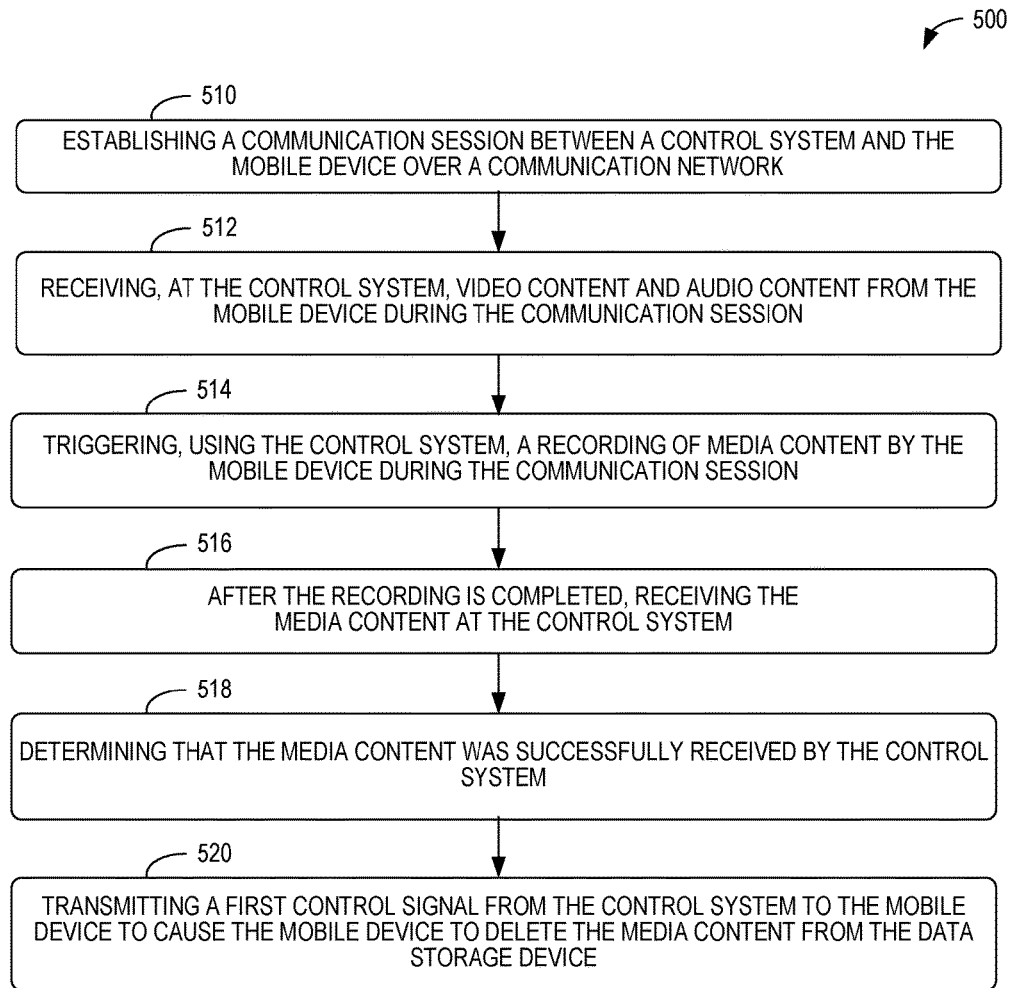 500
510
ESTABLISHING A COMMUNICATION SESSION BETWEEN A CONTROL SYSTEM AND THE
MOBILE DEVICE OVER A COMMUNICATION NETWORK
512
RECEIVING, AT THE CONTROL SYSTEM, VIDEO CONTENT AND AUDIO CONTENT FROM THE
MOBILE DEVICE DURING THE COMMUNICATION SESSION
514
TRIGGERING, USING THE CONTROL SYSTEM, A RECORDING OF MEDIA CONTENT BY THE
MOBILE DEVICE DURING THE COMMUNICATION SESSION
516
AFTER THE RECORDING IS COMPLETED, RECEIVING THE
MEDIA CONTENT AT THE CONTROL SYSTEM
518
DETERMINING THAT THE MEDIA CONTENT WAS SUCCESSFULLY RECEIVED BY THE CONTROL
SYSTEM
520
TRANSMITTING A FIRST CONTROL SIGNAL FROM THE CONTROL SYSTEM TO THE MOBILE
DEVICE TO CAUSE THE MOBILE DEVICE TO DELETE THE MEDIA CONTENT FROM THE DATA
STORAGE DEVICE